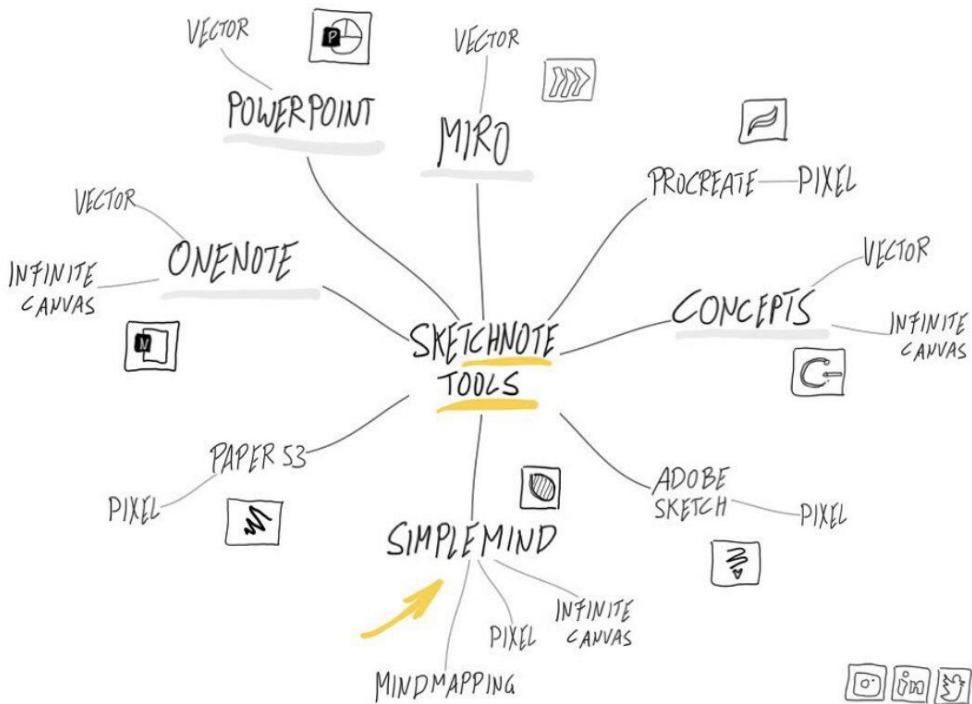 VECTOR
P
POWERPOINT
VECTOR
MIRO
PROCREATE
PIXEL
VECTOR
ONENOTE
INFINITE
CANVAS
N
VECTOR
CONCEPTS
INFINITE
CANVAS
SKETCHNOTE
TOOLS
PAPER 53
PIXEL
ADOBE
SKETCH
PIXEL
SIMPLEMIND
INFINITE
CANVAS
PIXEL
MINDMAPPING
in